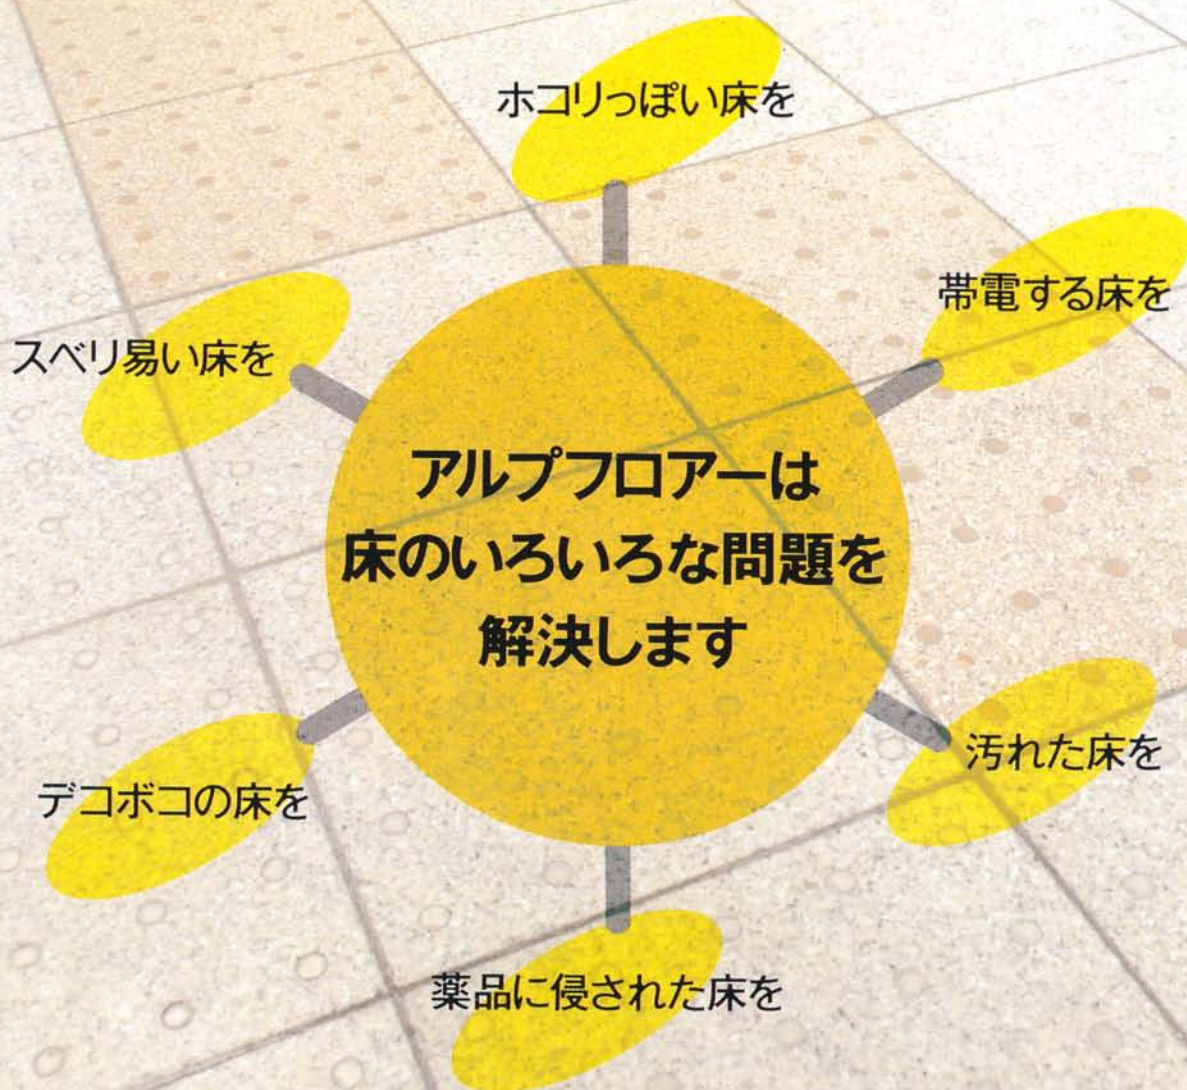 ホコリっぽい床を
帯電する床を
スベリ易い床を
アルプフロアーは
床のいろいろな問題を
解決します
汚れた床を
デコボコの床を
薬品に侵された床を